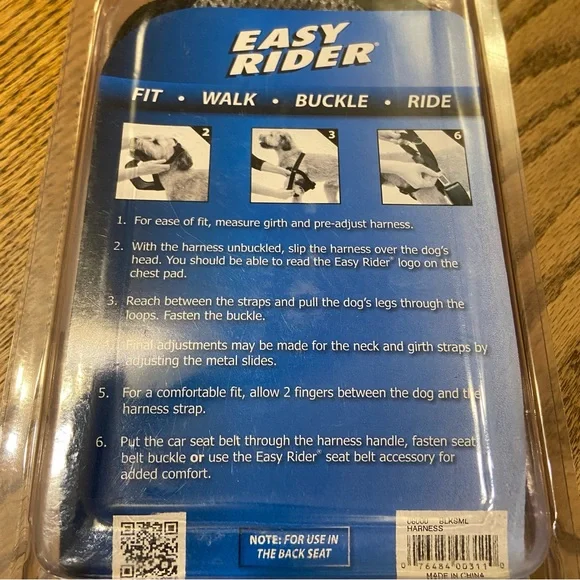 EASY
RIDER®
FIT • WALK • BUCKLE • RIDE
2
3
6
1. For ease of fit, measure girth and pre-adjust harness.
2. With the harness unbuckled, slip the harness over the dog's
head. You should be able to read the Easy Rider® logo on the
chest pad.
3. Reach between the straps and pull the dog's legs through the
loops. Fasten the buckle.
4. Final adjustments may be made for the neck and girth straps by
adjusting the metal slides.
5. For a comfortable fit, allow 2 fingers between the dog and the
harness strap.
6. Put the car seat belt through the harness handle, fasten seat
belt buckle or use the Easy Rider® seat belt accessory for
added comfort.
NOTE: FOR USE IN
THE BACK SEAT
BLKSML
HARNESS
0 76484 00311 0
MADE IN CHINA